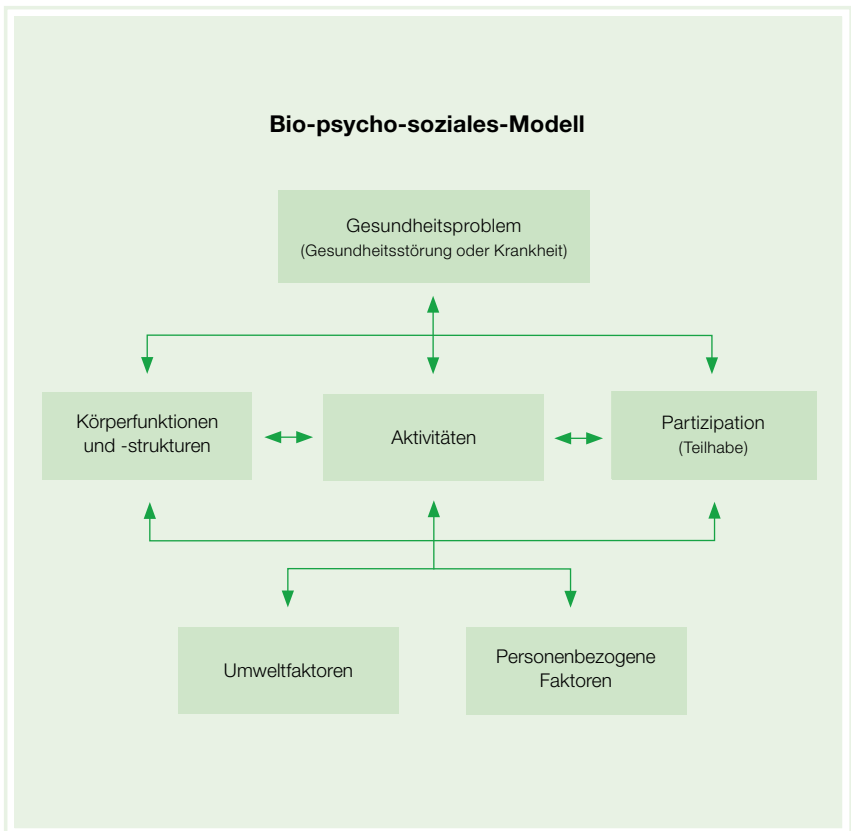 Bio-psycho-soziales-Modell
Gesundheitsproblem
(Gesundheitsstörung oder Krankheit)
Körperfunktionen
und -strukturen
Aktivitäten
Partizipation
(Teilhabe)
Umweltfaktoren
Personenbezogene
Faktoren